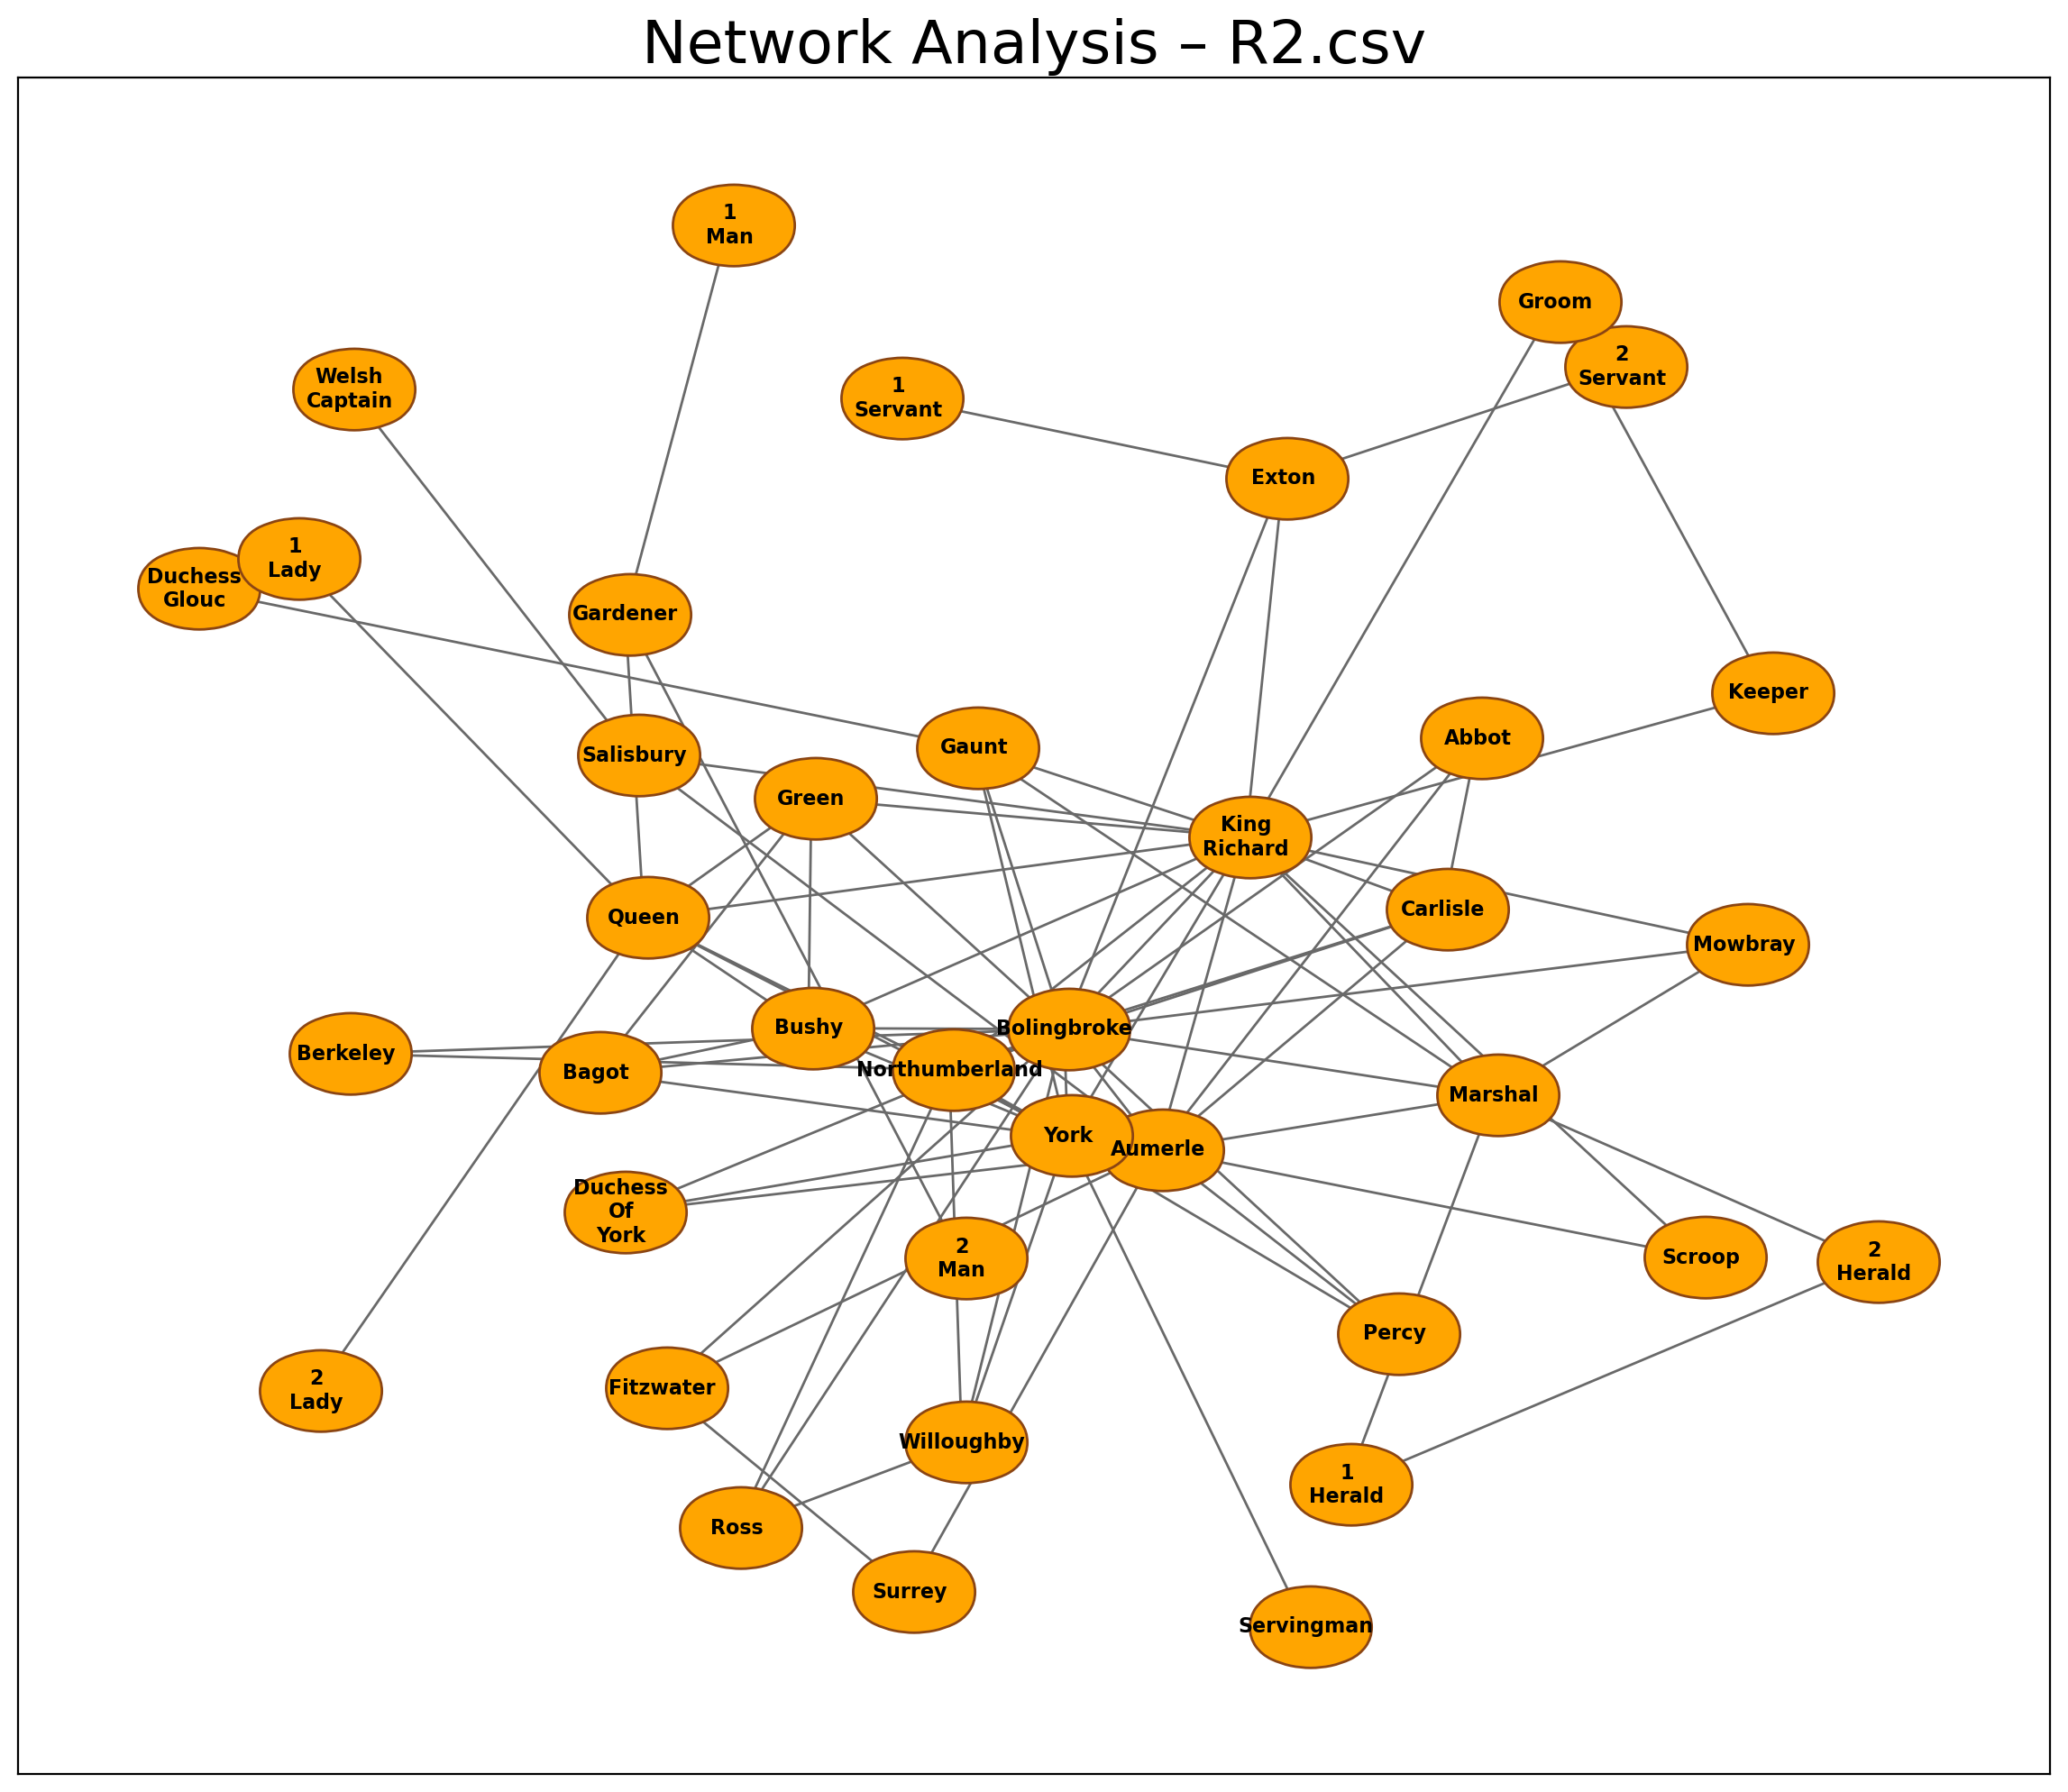 Network Analysis – R2.csv
1
Man
Groom
2
Servant
Welsh
Captain
1
Servant
Exton
1
Lady
Duchess
Glouc
Gardener
Keeper
Abbot
Gaunt
Salisbury
Green
King
Richard
Carlisle
Queen
Mowbray
Bushy
Bolingbroke
Berkeley
Bagot
Northumberland
Marshal
York
Aumerle
Duchess
Of
York
2
Man
Scroop
2
Herald
Percy
2
Lady
Fitzwater
Willoughby
1
Herald
Ross
Surrey
Servingman